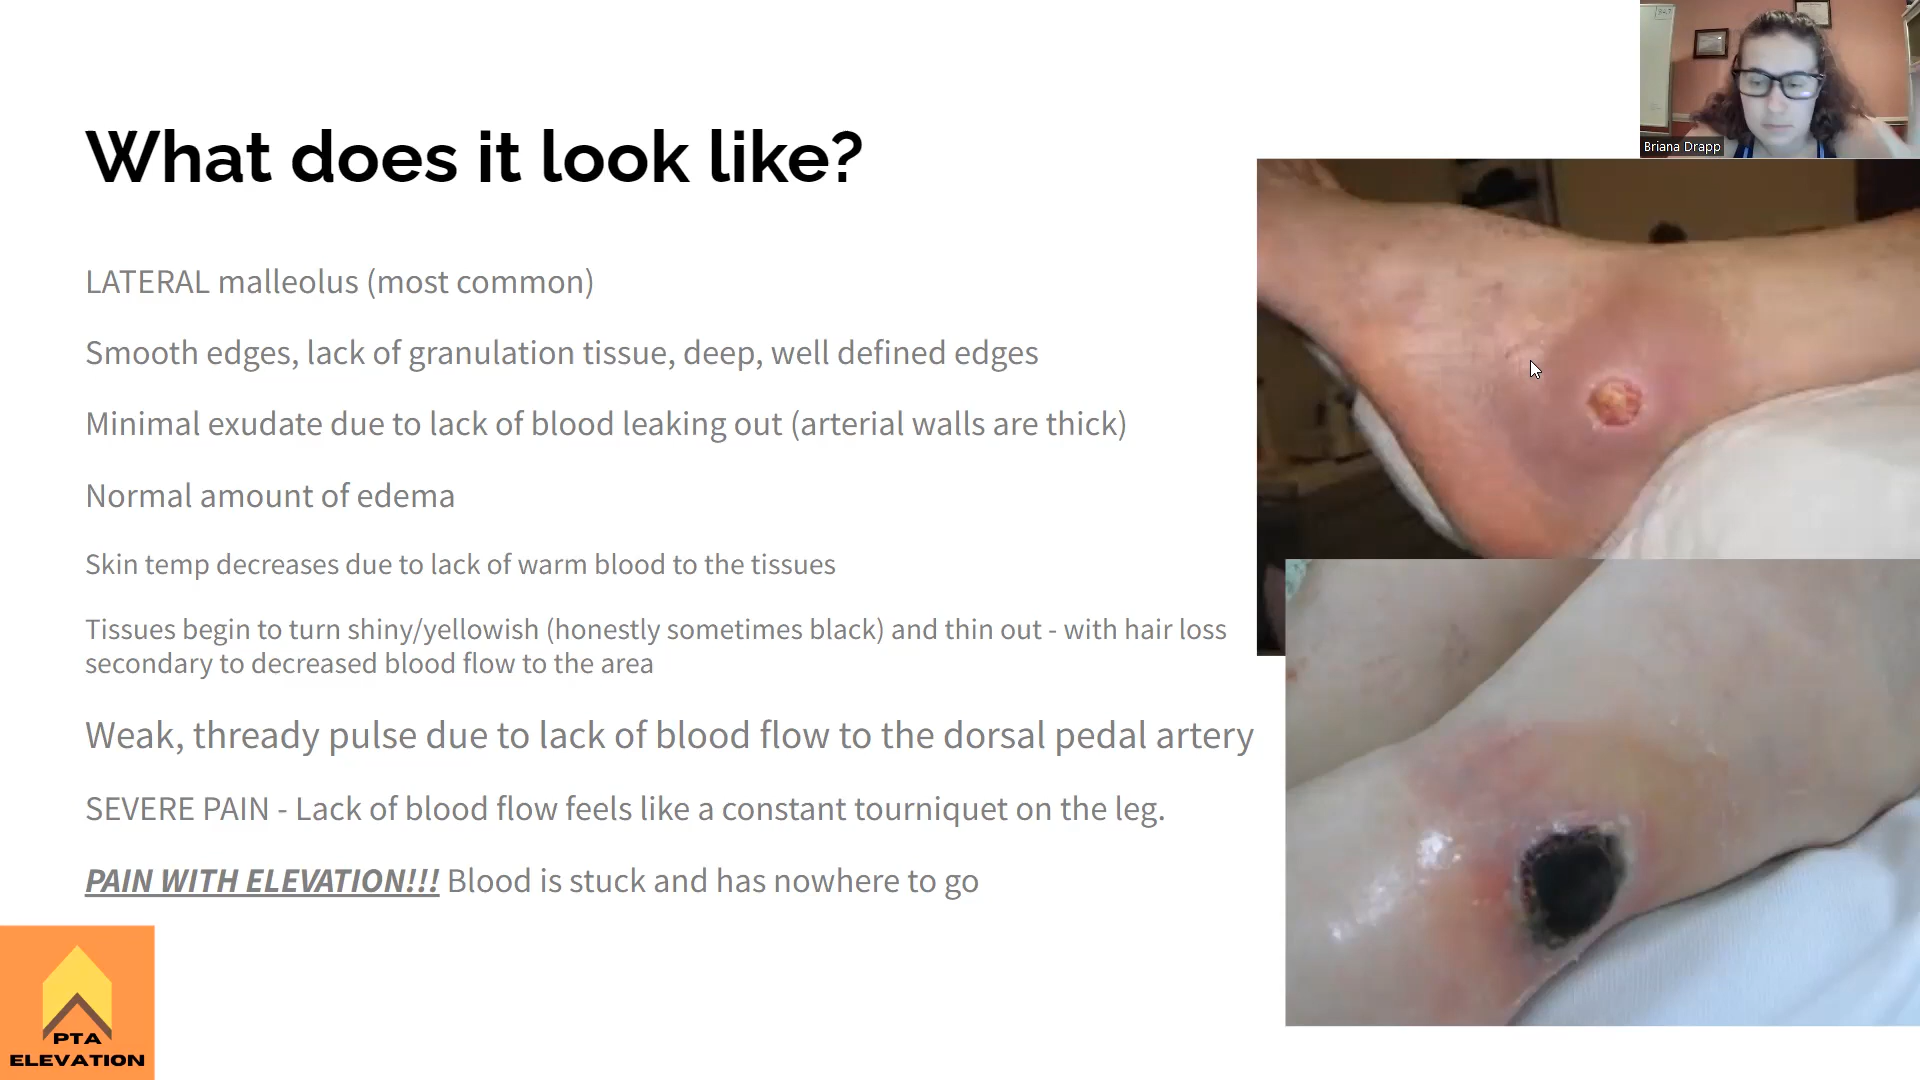 What does it look like?
LATERAL malleolus (most common)
Smooth edges, lack of granulation tissue, deep, well defined edges
Minimal exudate due to lack of blood leaking out (arterial walls are thick)
Normal amount of edema
Skin temp decreases due to lack of warm blood to the tissues
Tissues begin to turn shiny/yellowish (honestly sometimes black) and thin out - with hair loss
secondary to decreased blood flow to the area
Weak, thready pulse due to lack of blood flow to the dorsal pedal artery
SEVERE PAIN - Lack of blood flow feels like a constant tourniquet on the leg.
PAIN WITH ELEVATION!!! Blood is stuck and has nowhere to go
Briana Drapp
PTA
ELEVATION